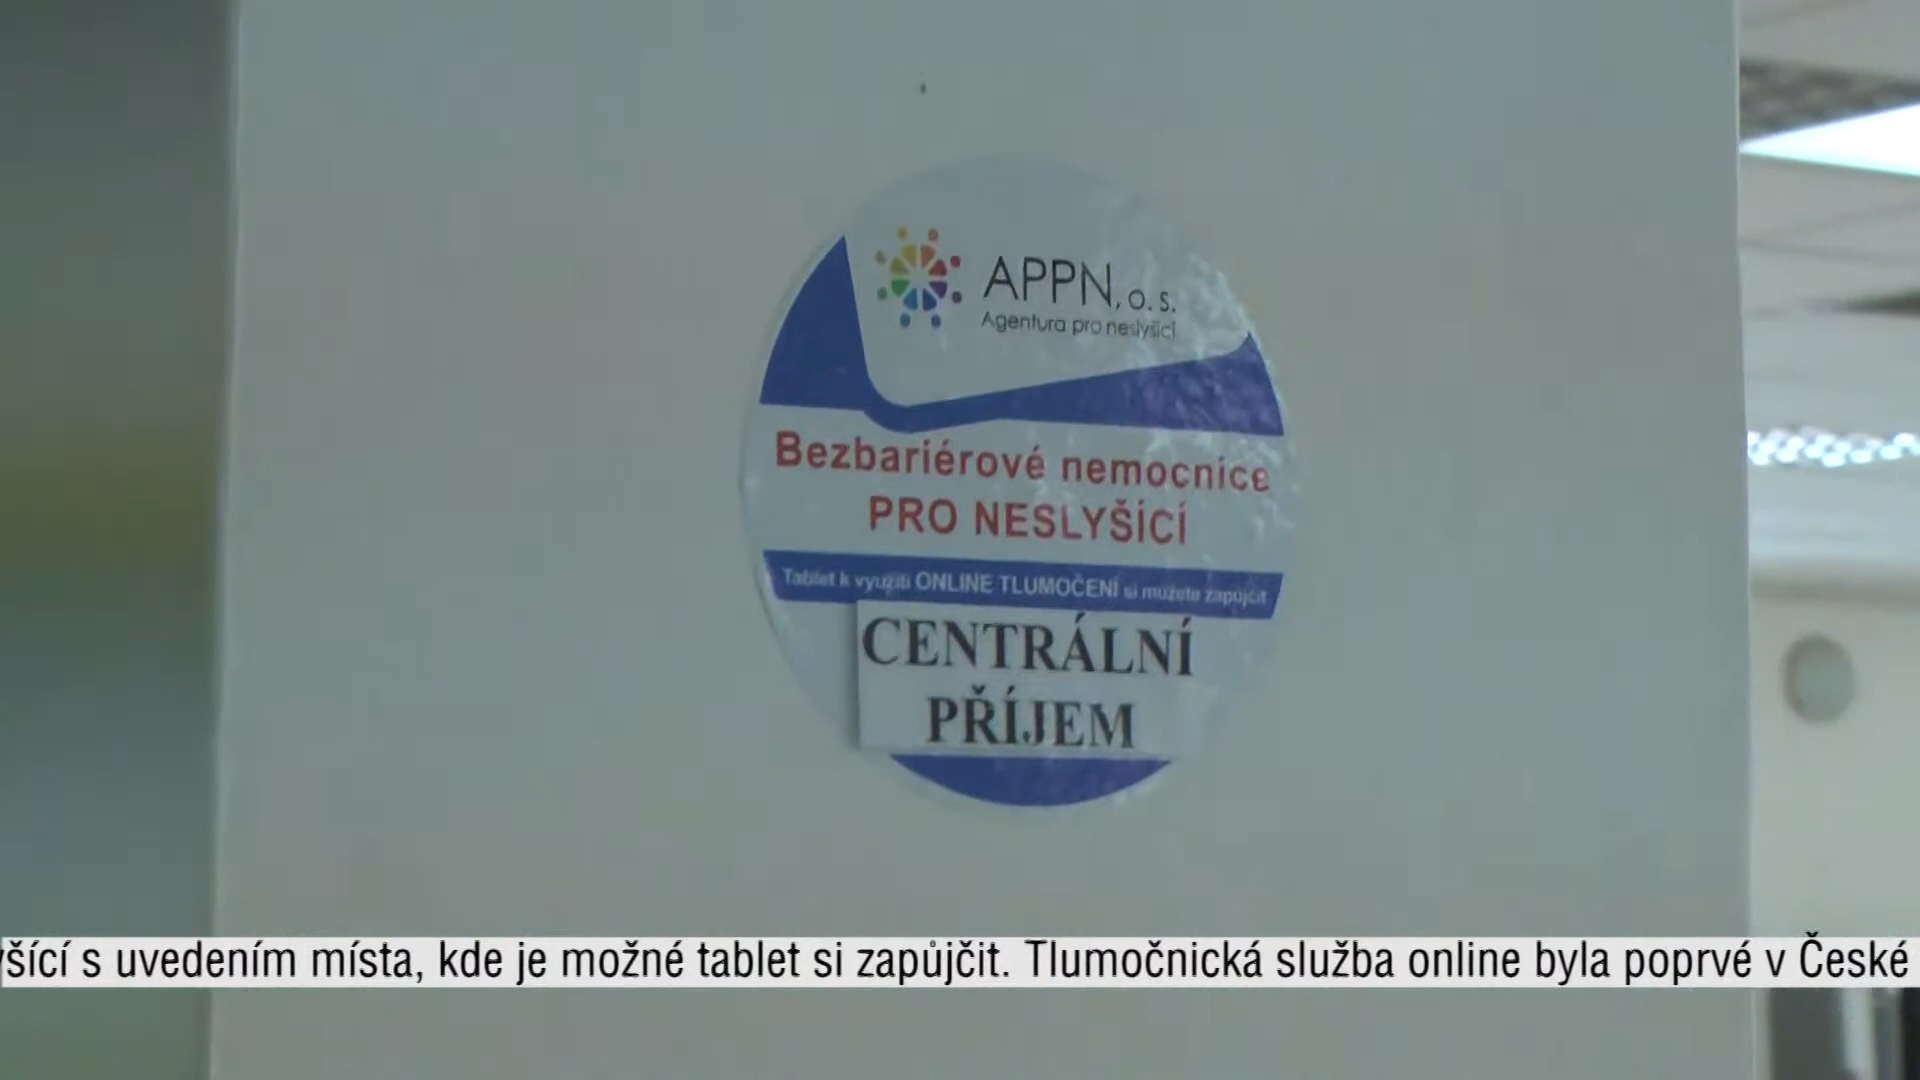 APPN, o. s.
Agentura pro neslyšící
Bezbariérové nemocnice
PRO NESLYŠÍCÍ
Tablet k využití ONLINE TLUMOČENÍ si můžete zapůjčit
CENTRÁLNÍ
PŘÍJEM
yšící s uvedením místa, kde je možné tablet si zapůjčit. Tlumočnická služba online byla poprvé v České